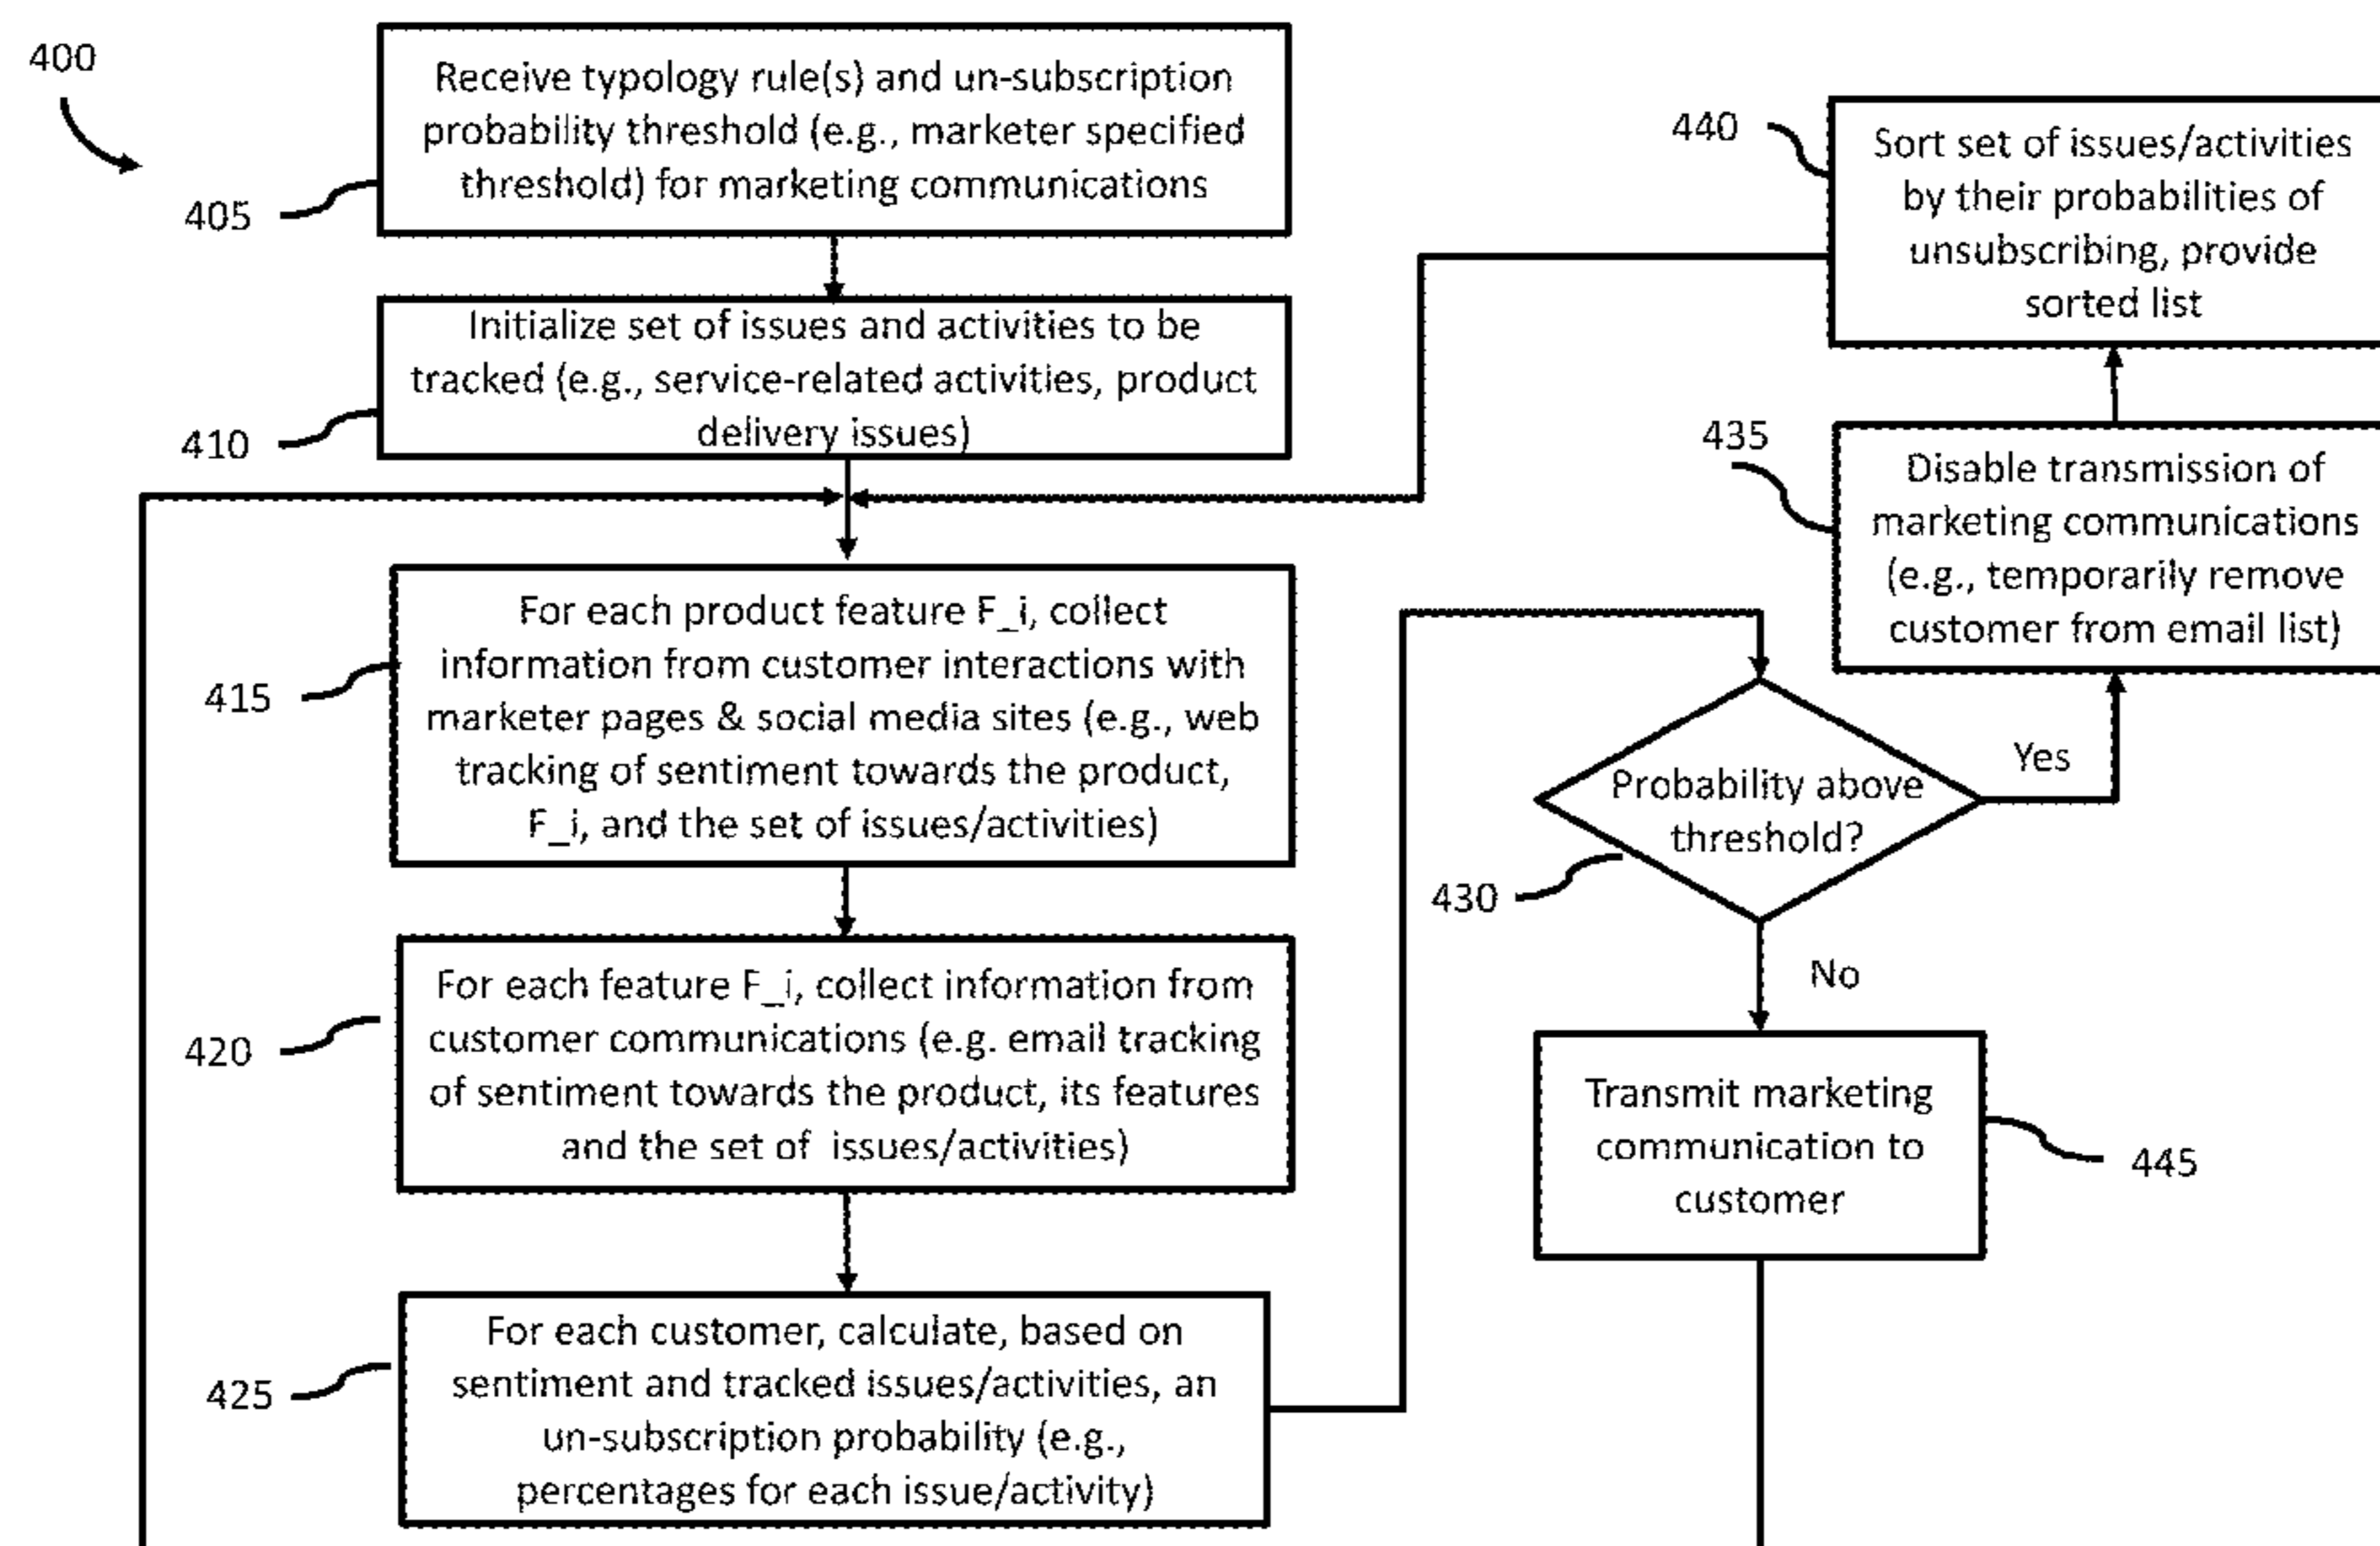 400
Receive typology rule(s) and un-subscription
probability threshold (e.g., marketer specified
threshold) for marketing communications
405
Initialize set of issues and activities to be
tracked (e.g., service-related activities, product
delivery issues)
410
For each product feature F_i, collect
information from customer interactions with
marketer pages & social media sites (e.g., web
tracking of sentiment towards the product,
F_i, and the set of issues/activities)
415
For each feature F_i, collect information from
customer communications (e.g. email tracking
of sentiment towards the product, its features
and the set of issues/activities)
420
For each customer, calculate, based on
sentiment and tracked issues/activities, an
un-subscription probability (e.g.,
percentages for each issue/activity)
425
Probability above
threshold?
430
Yes
No
Disable transmission of
marketing communications
(e.g., temporarily remove
customer from email list)
435
Sort set of issues/activities
by their probabilities of
unsubscribing, provide
sorted list
440
Transmit marketing
communication to
customer
445